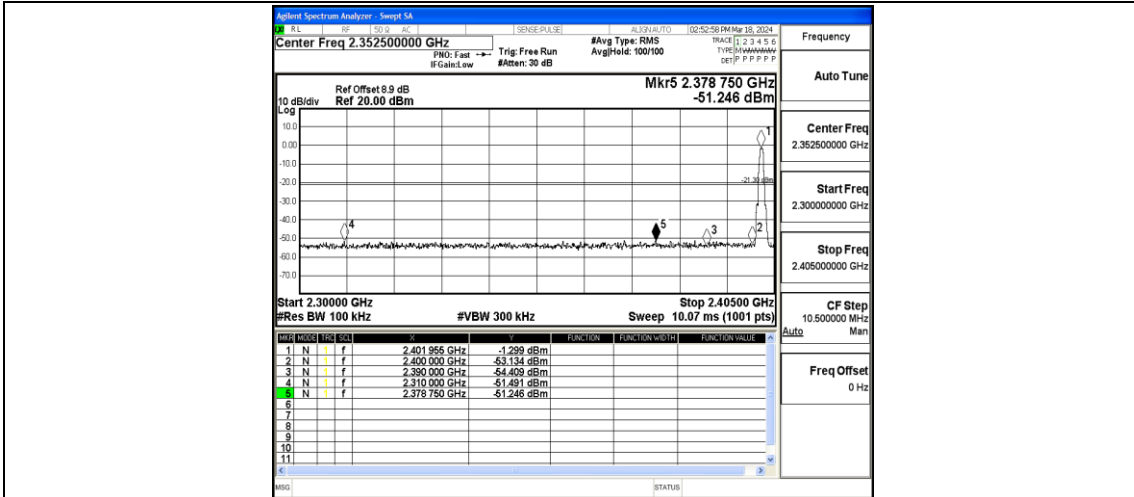 Agilent Spectrum Analyzer - Swept SA
RL RF 50 Ω AC SENSE:PULSE ALIGN AUTO 02:52:58 PM Mar 18, 2024
Center Freq 2.352500000 GHz
#Avg Type: RMS
TRACE 1 2 3 4 5 6
PNO: Fast Trig: Free Run Avg|Hold: 100/100
TYPE M W W W W W
IFGain:Low #Atten: 30 dB
DET P P P P P P
Mkr5 2.378 750 GHz
Ref Offset 8.9 dB
-51.246 dBm
10 dB/div Ref 20.00 dBm
Log
10.0
0.00
-10.0
-20.0
-30.0
-40.0
-50.0
-60.0
-70.0
1
4
5
3
2
Start 2.30000 GHz Stop 2.40500 GHz
#Res BW 100 kHz #VBW 300 kHz Sweep 10.07 ms (1001 pts)
MKR MODE TRC SCL X Y FUNCTION FUNCTION WIDTH FUNCTION VALUE
1 N 1 f 2.401 955 GHz -1.299 dBm
2 N 1 f 2.400 000 GHz -53.134 dBm
3 N 1 f 2.390 000 GHz -54.409 dBm
4 N 1 f 2.310 000 GHz -51.491 dBm
5 N 1 f 2.378 750 GHz -51.246 dBm
6
7
8
9
10
11
MSG STATUS
Frequency
Auto Tune
Center Freq
2.352500000 GHz
Start Freq
2.300000000 GHz
Stop Freq
2.405000000 GHz
CF Step
10.500000 MHz
Auto Man
Freq Offset
0 Hz